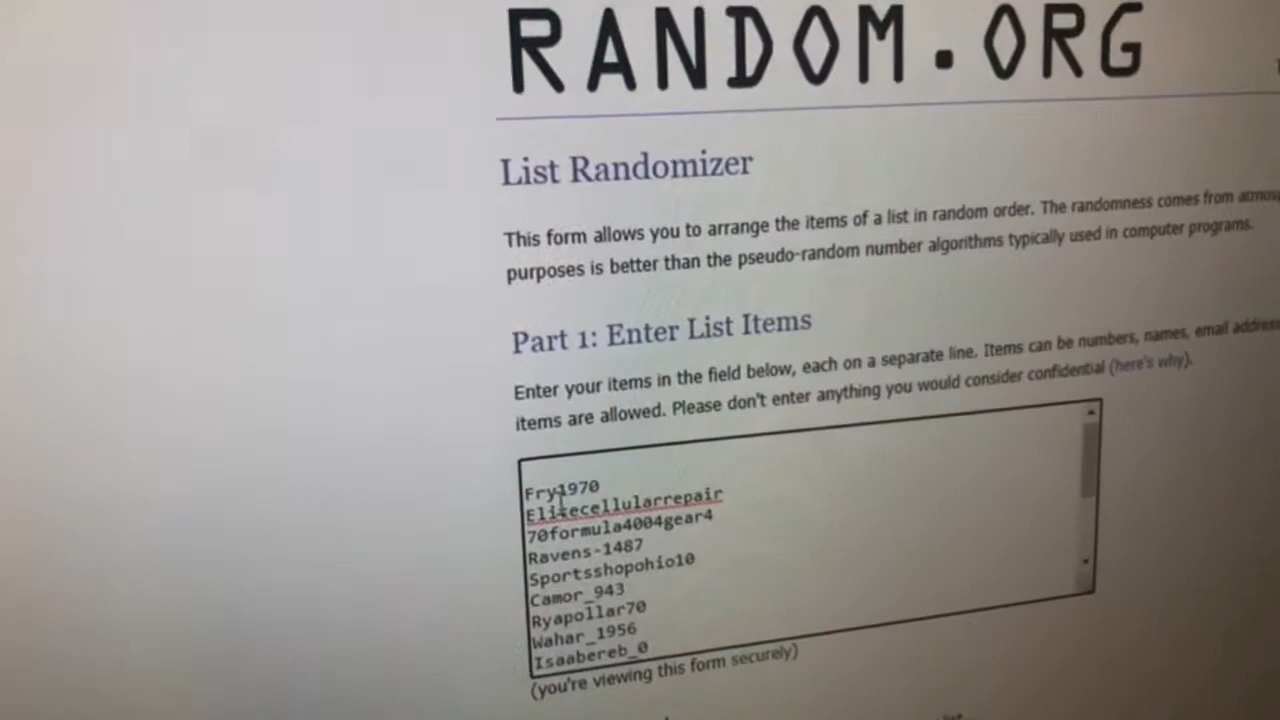 RANDOM.ORG
List Randomizer
This form allows you to arrange the items of a list in random order. The randomness comes from
purposes is better than the pseudo-random number algorithms typically used in computer programs.
Part 1: Enter List Items
Enter your items in the field below, each on a separate line. Items can be numbers, names, email
items are allowed. Please don't enter anything you would consider confidential (here's why).
Fry1970
Elitecellularrepair
70formula4004gear4
Ravens-1487
Sportsshopohio10
Camor_943
Ryapollar70
Wahar_1956
Isaabereb_0
(you're viewing this form securely)